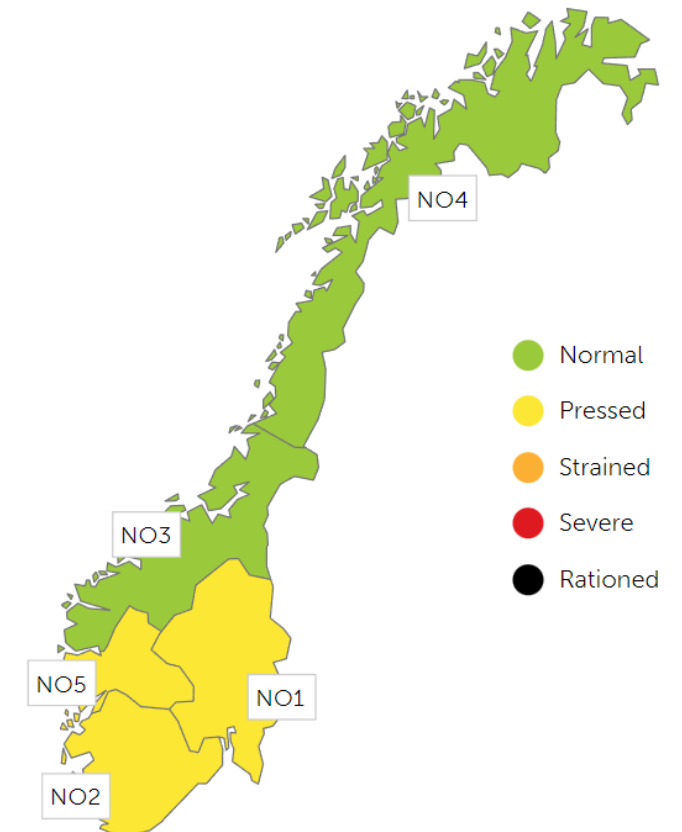 NO4
Normal
Pressed
Strained
Severe
NO3
Rationed
NO5
NO1
NO2